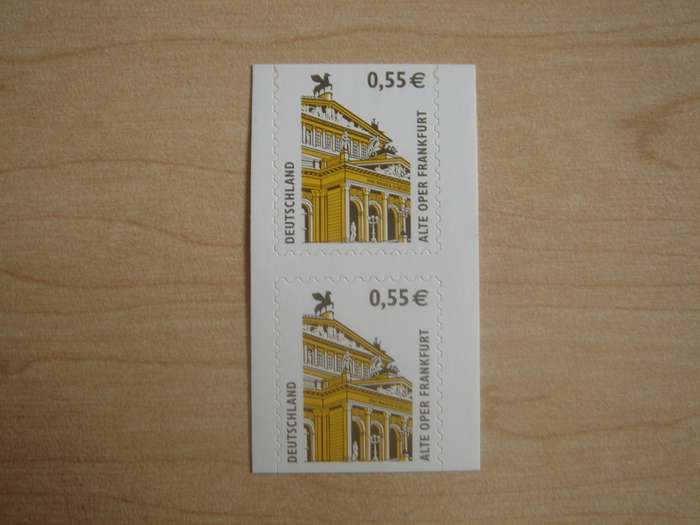 0,55 €
DEUTSCHLAND
ALTE OPER FRANKFURT
0,55 €
DEUTSCHLAND
ALTE OPER FRANKFURT